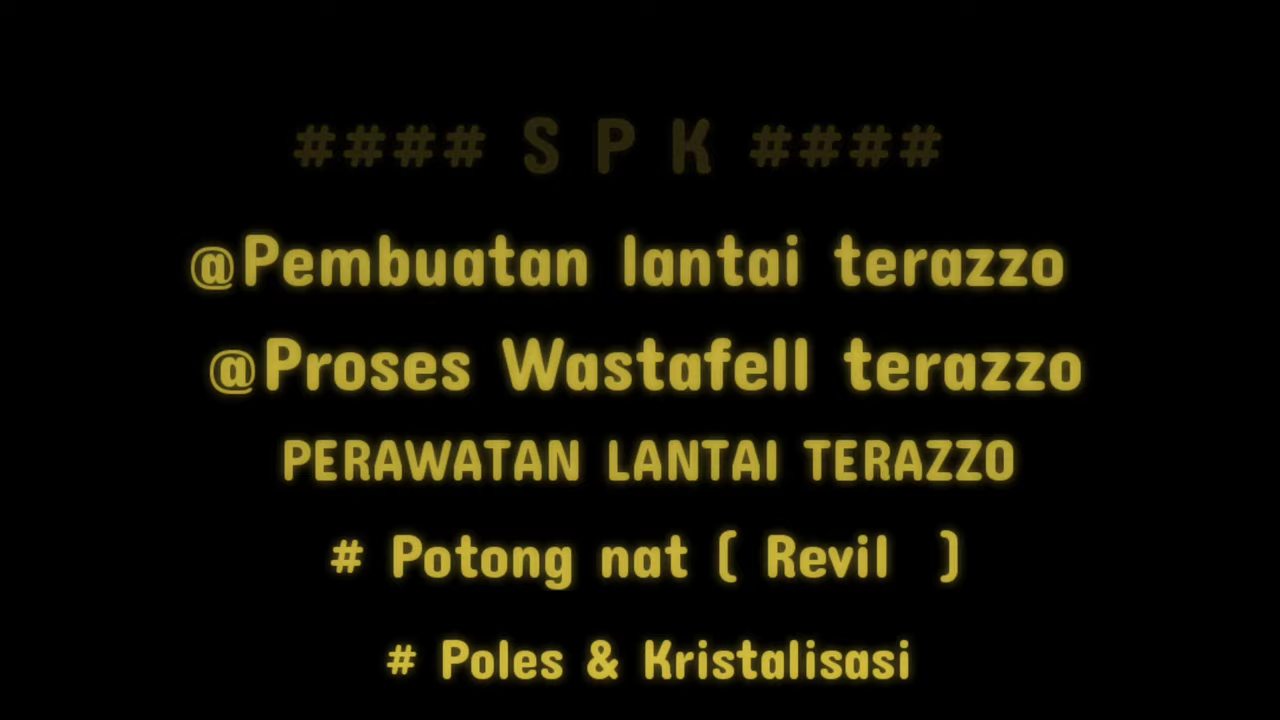 #### S P K ####
@Pembuatan lantai terazzo
@Proses Wastafell terazzo
PERAWATAN LANTAI TERAZZO
# Potong nat ( Revil )
# Poles & Kristalisasi